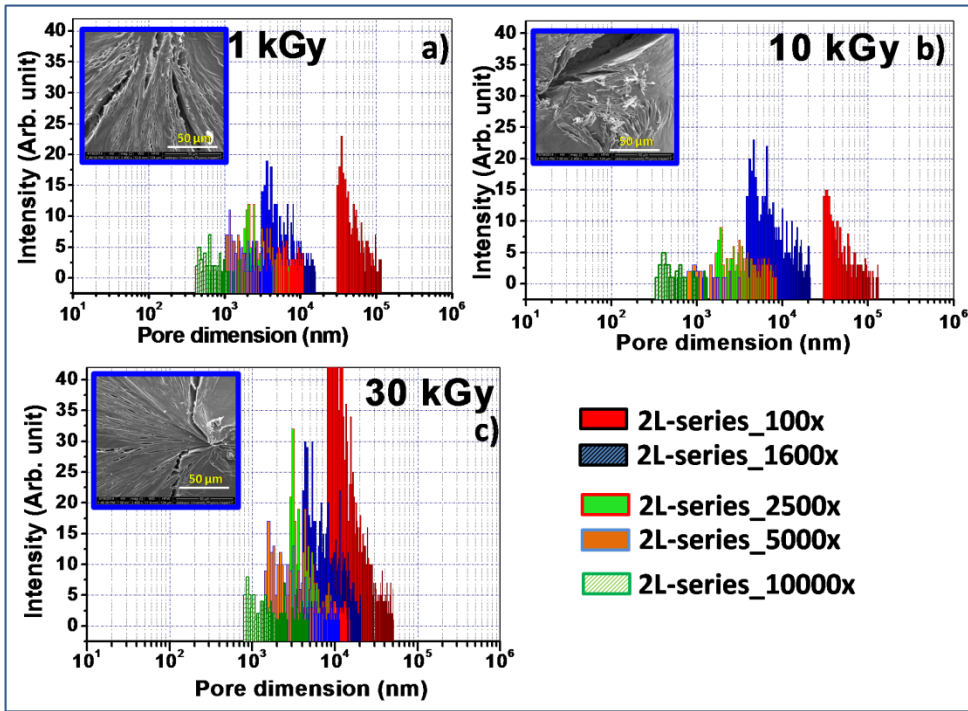 1 kGy
a)
40
35
30
25
20
15
10
5
0
Intensity (Arb. unit)
50 µm
10¹ 10² 10³ 10⁴ 10⁵ 10⁶
Pore dimension (nm)
10 kGy
b)
40
35
30
25
20
15
10
5
0
Intensity (Arb. unit)
50 µm
10¹ 10² 10³ 10⁴ 10⁵ 10⁶
Pore dimension (nm)
30 kGy
c)
40
35
30
25
20
15
10
5
0
Intensity (Arb. unit)
50 µm
10¹ 10² 10³ 10⁴ 10⁵ 10⁶
Pore dimension (nm)
2L-series_100x
2L-series_1600x
2L-series_2500x
2L-series_5000x
2L-series_10000x